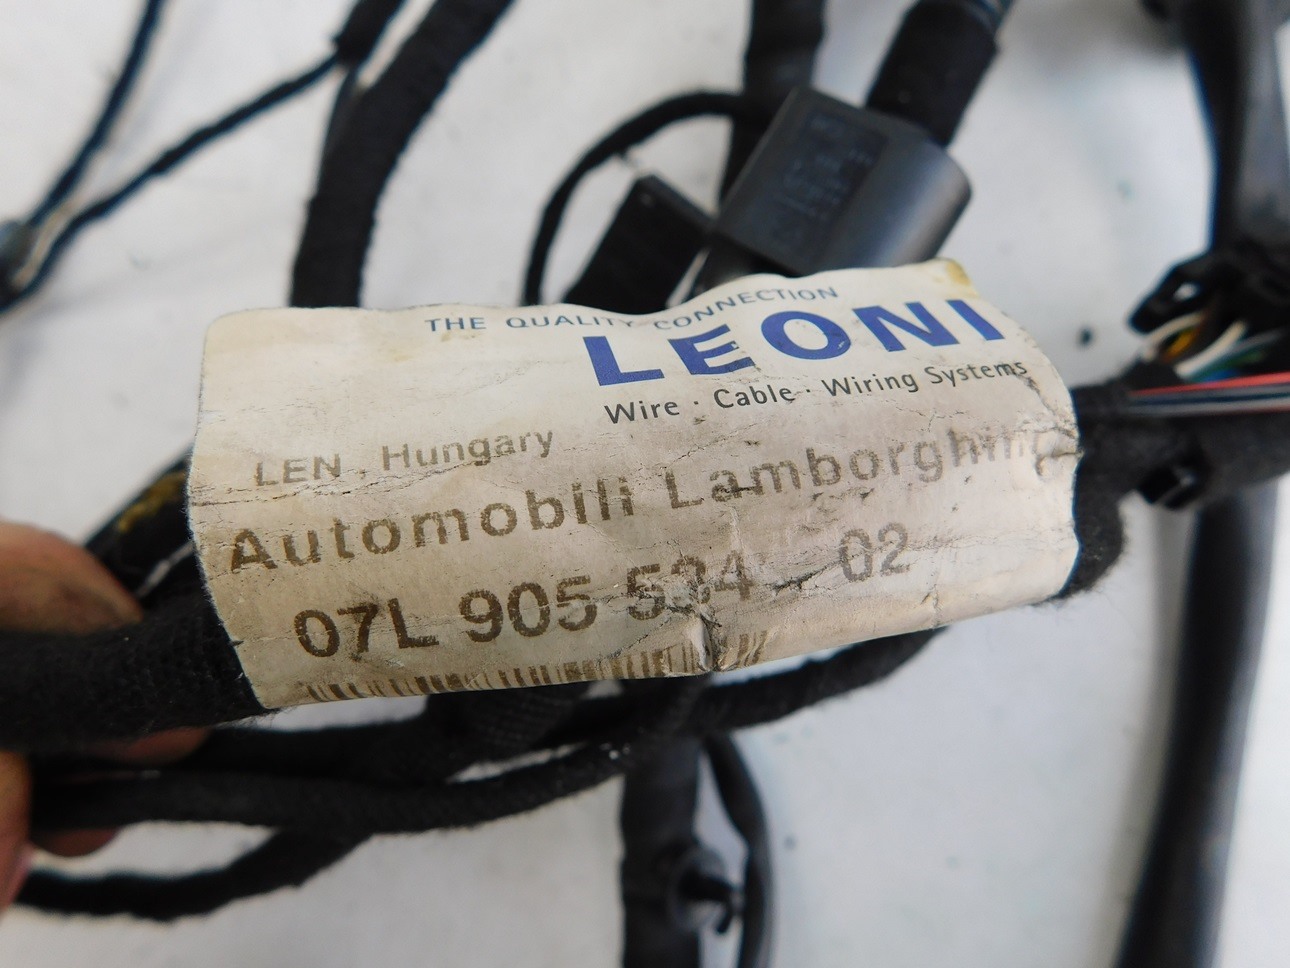 THE QUALITY CONNECTION
LEONI
Wire · Cable · Wiring Systems
LEN, Hungary
Automobili Lamborghini
07L 905 534 - 02